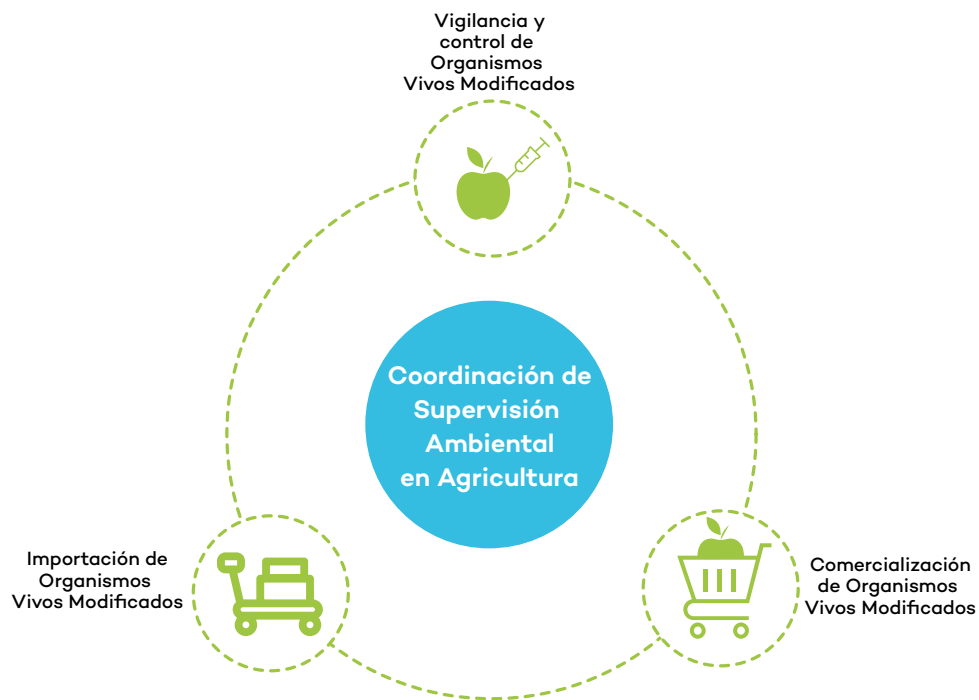 Vigilancia y
control de
Organismos
Vivos Modificados
Coordinación de
Supervisión
Ambiental
en Agricultura
Importación de
Organismos
Vivos Modificados
Comercialización
de Organismos
Vivos Modificados